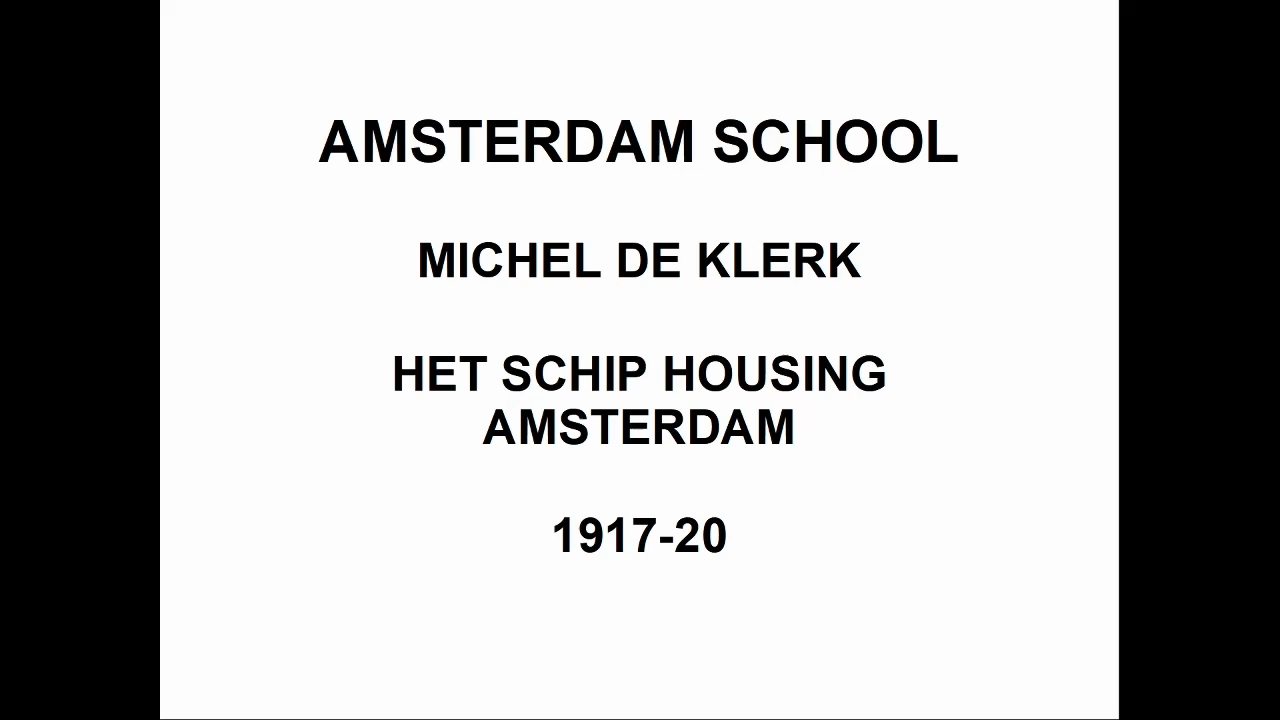 AMSTERDAM SCHOOL
MICHEL DE KLERK
HET SCHIP HOUSING
AMSTERDAM
1917-20